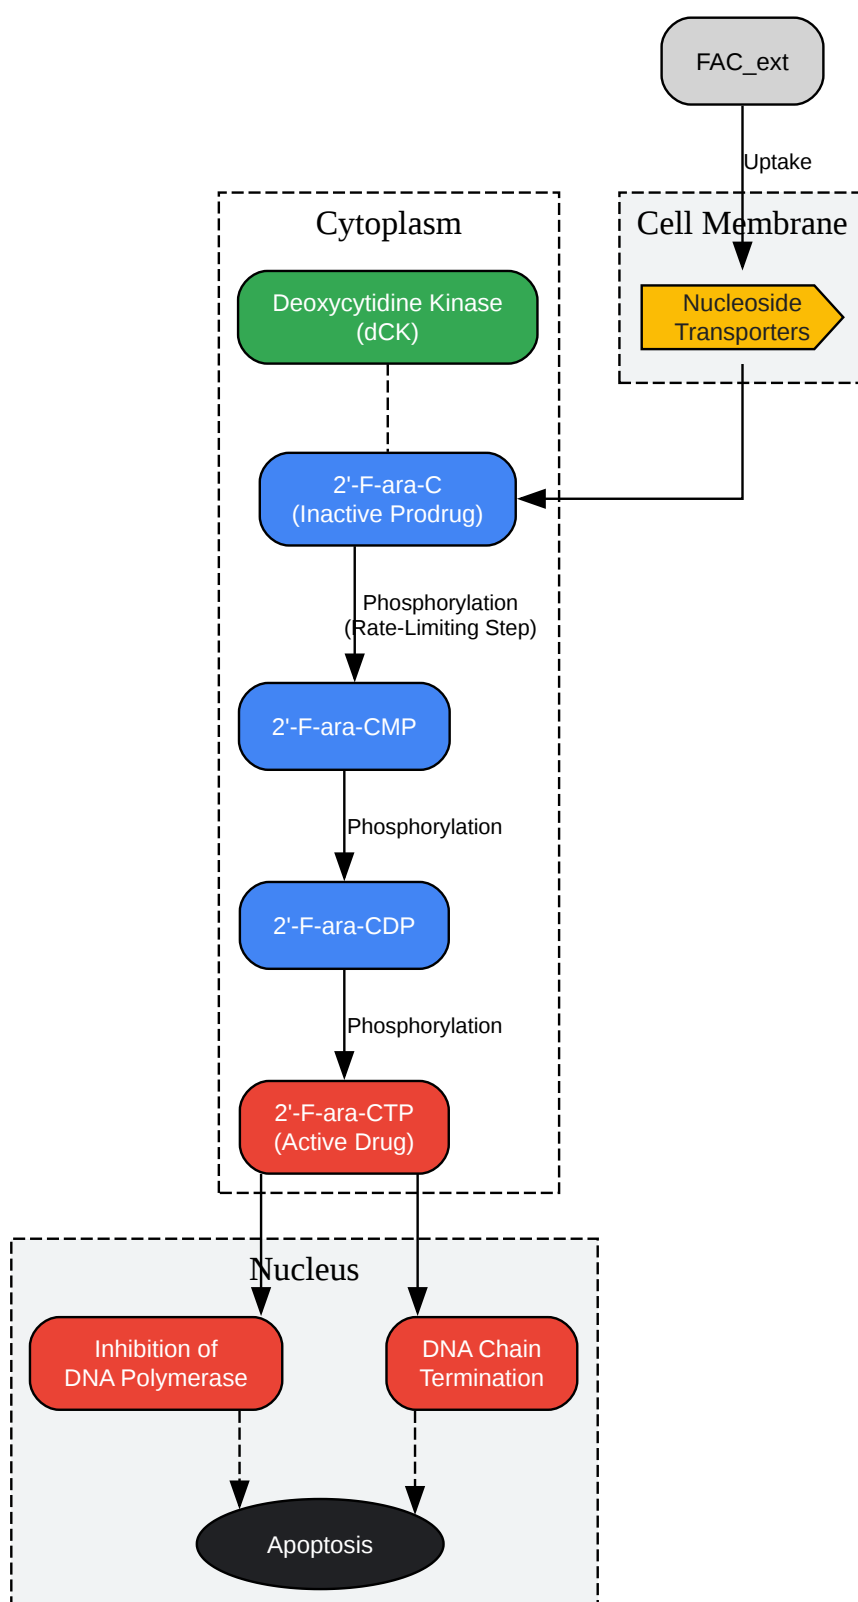 FAC_ext
Uptake
Cytoplasm
Cell Membrane
Deoxycytidine Kinase
(dCK)
Nucleoside
Transporters
2'-F-ara-C
(Inactive Prodrug)
Phosphorylation
(Rate-Limiting Step)
2'-F-ara-CMP
Phosphorylation
2'-F-ara-CDP
Phosphorylation
2'-F-ara-CTP
(Active Drug)
Nucleus
Inhibition of
DNA Polymerase
DNA Chain
Termination
Apoptosis